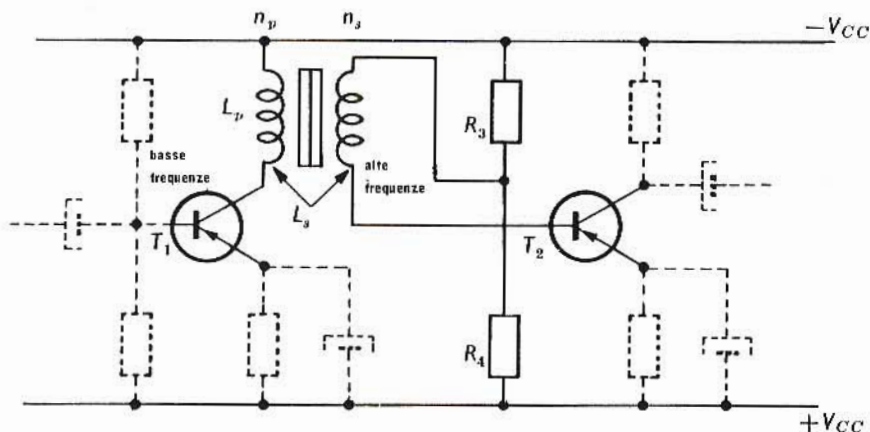 n_p n_s
−V_CC
L_p
R_3
basse
frequenze
alte
frequenze
L_s
T_1
T_2
R_4
+V_CC